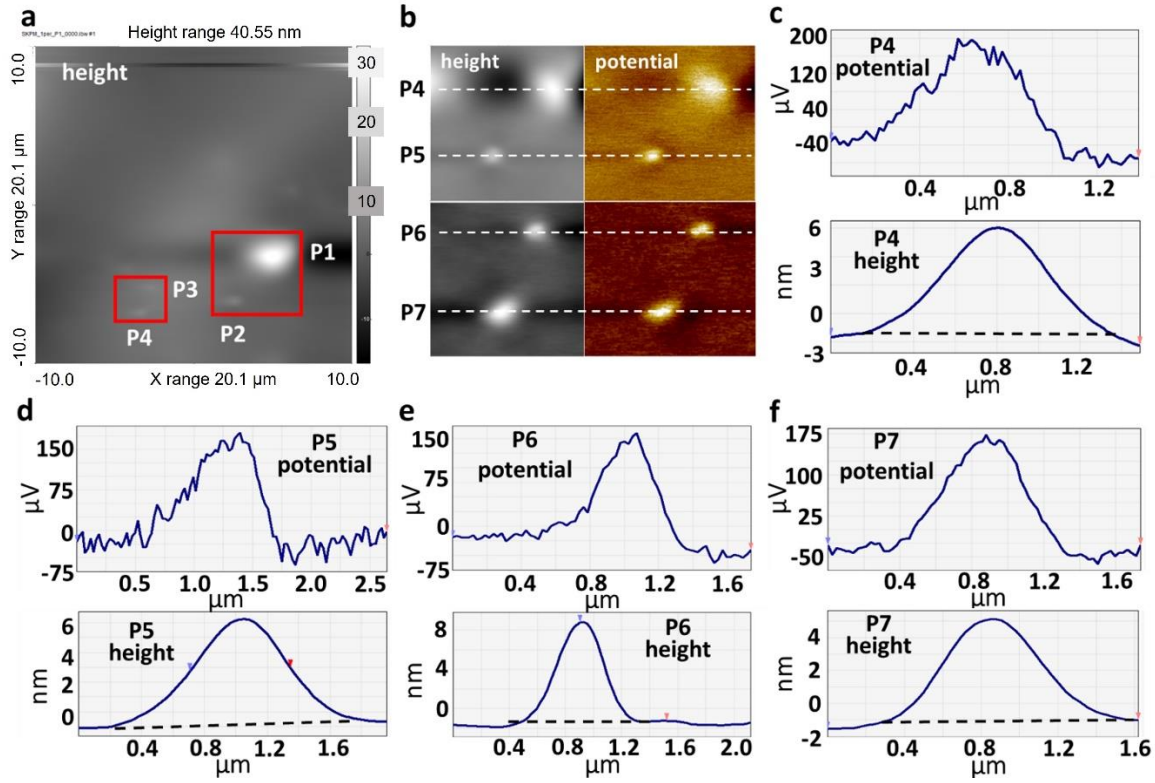 a
SKPM_1per_P1_0000.ibw #1
Height range 40.55 nm
height
10.0
Y range 20.1 µm
-10.0
30
20
10
0
-10
P1
P2
P3
P4
-10.0
X range 20.1 µm
10.0
b
height
potential
P4
P5
P6
P7
c
P4
potential
µV
200
120
40
-40
0.4
0.8
1.2
µm
P4
height
nm
6
3
0
-3
0.4
0.8
1.2
µm
d
P5
potential
µV
150
75
0
-75
0.5
1.0
1.5
2.0
2.5
µm
P5
height
nm
6
4
2
0
0.4
0.8
1.2
1.6
µm
e
P6
potential
µV
150
75
0
-75
0.4
0.8
1.2
1.6
µm
P6
height
nm
8
4
0
0.4
0.8
1.2
1.6
2.0
µm
f
P7
potential
µV
175
100
25
-50
0.4
0.8
1.2
1.6
µm
P7
height
nm
4
2
0
-2
0.4
0.8
1.2
1.6
µm